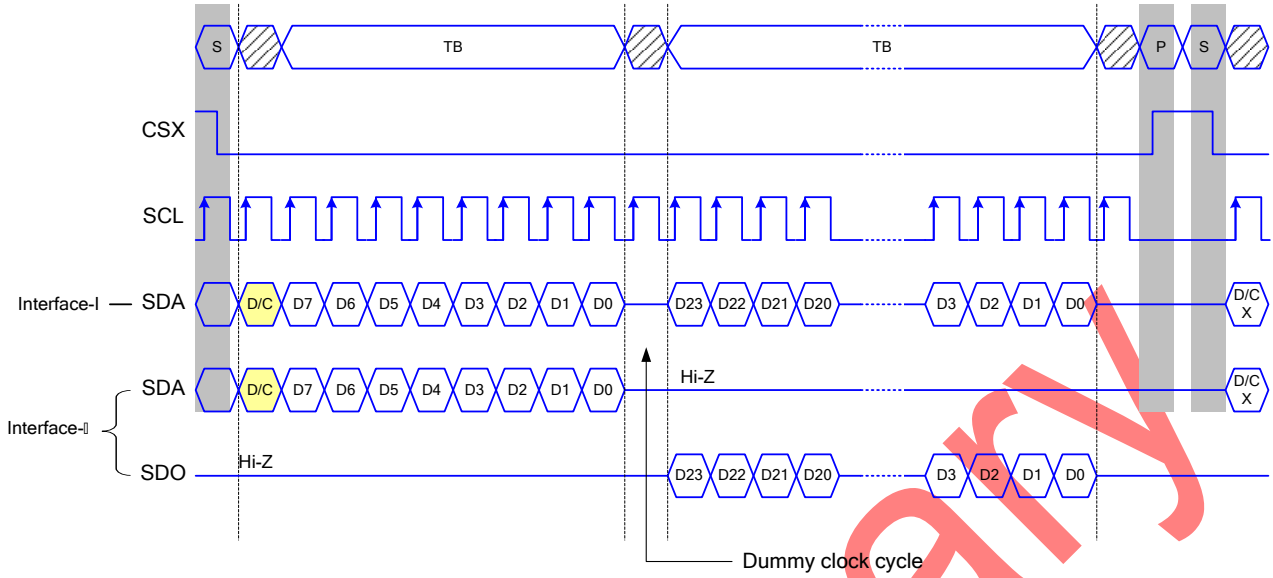 S TB TB P S
CSX
SCL
Interface-I SDA D/C D7 D6 D5 D4 D3 D2 D1 D0 D23 D22 D21 D20 D3 D2 D1 D0 D/C X
SDA D/C D7 D6 D5 D4 D3 D2 D1 D0 Hi-Z D/C X
Interface-
SDO Hi-Z D23 D22 D21 D20 D3 D2 D1 D0
Dummy clock cycle
ary